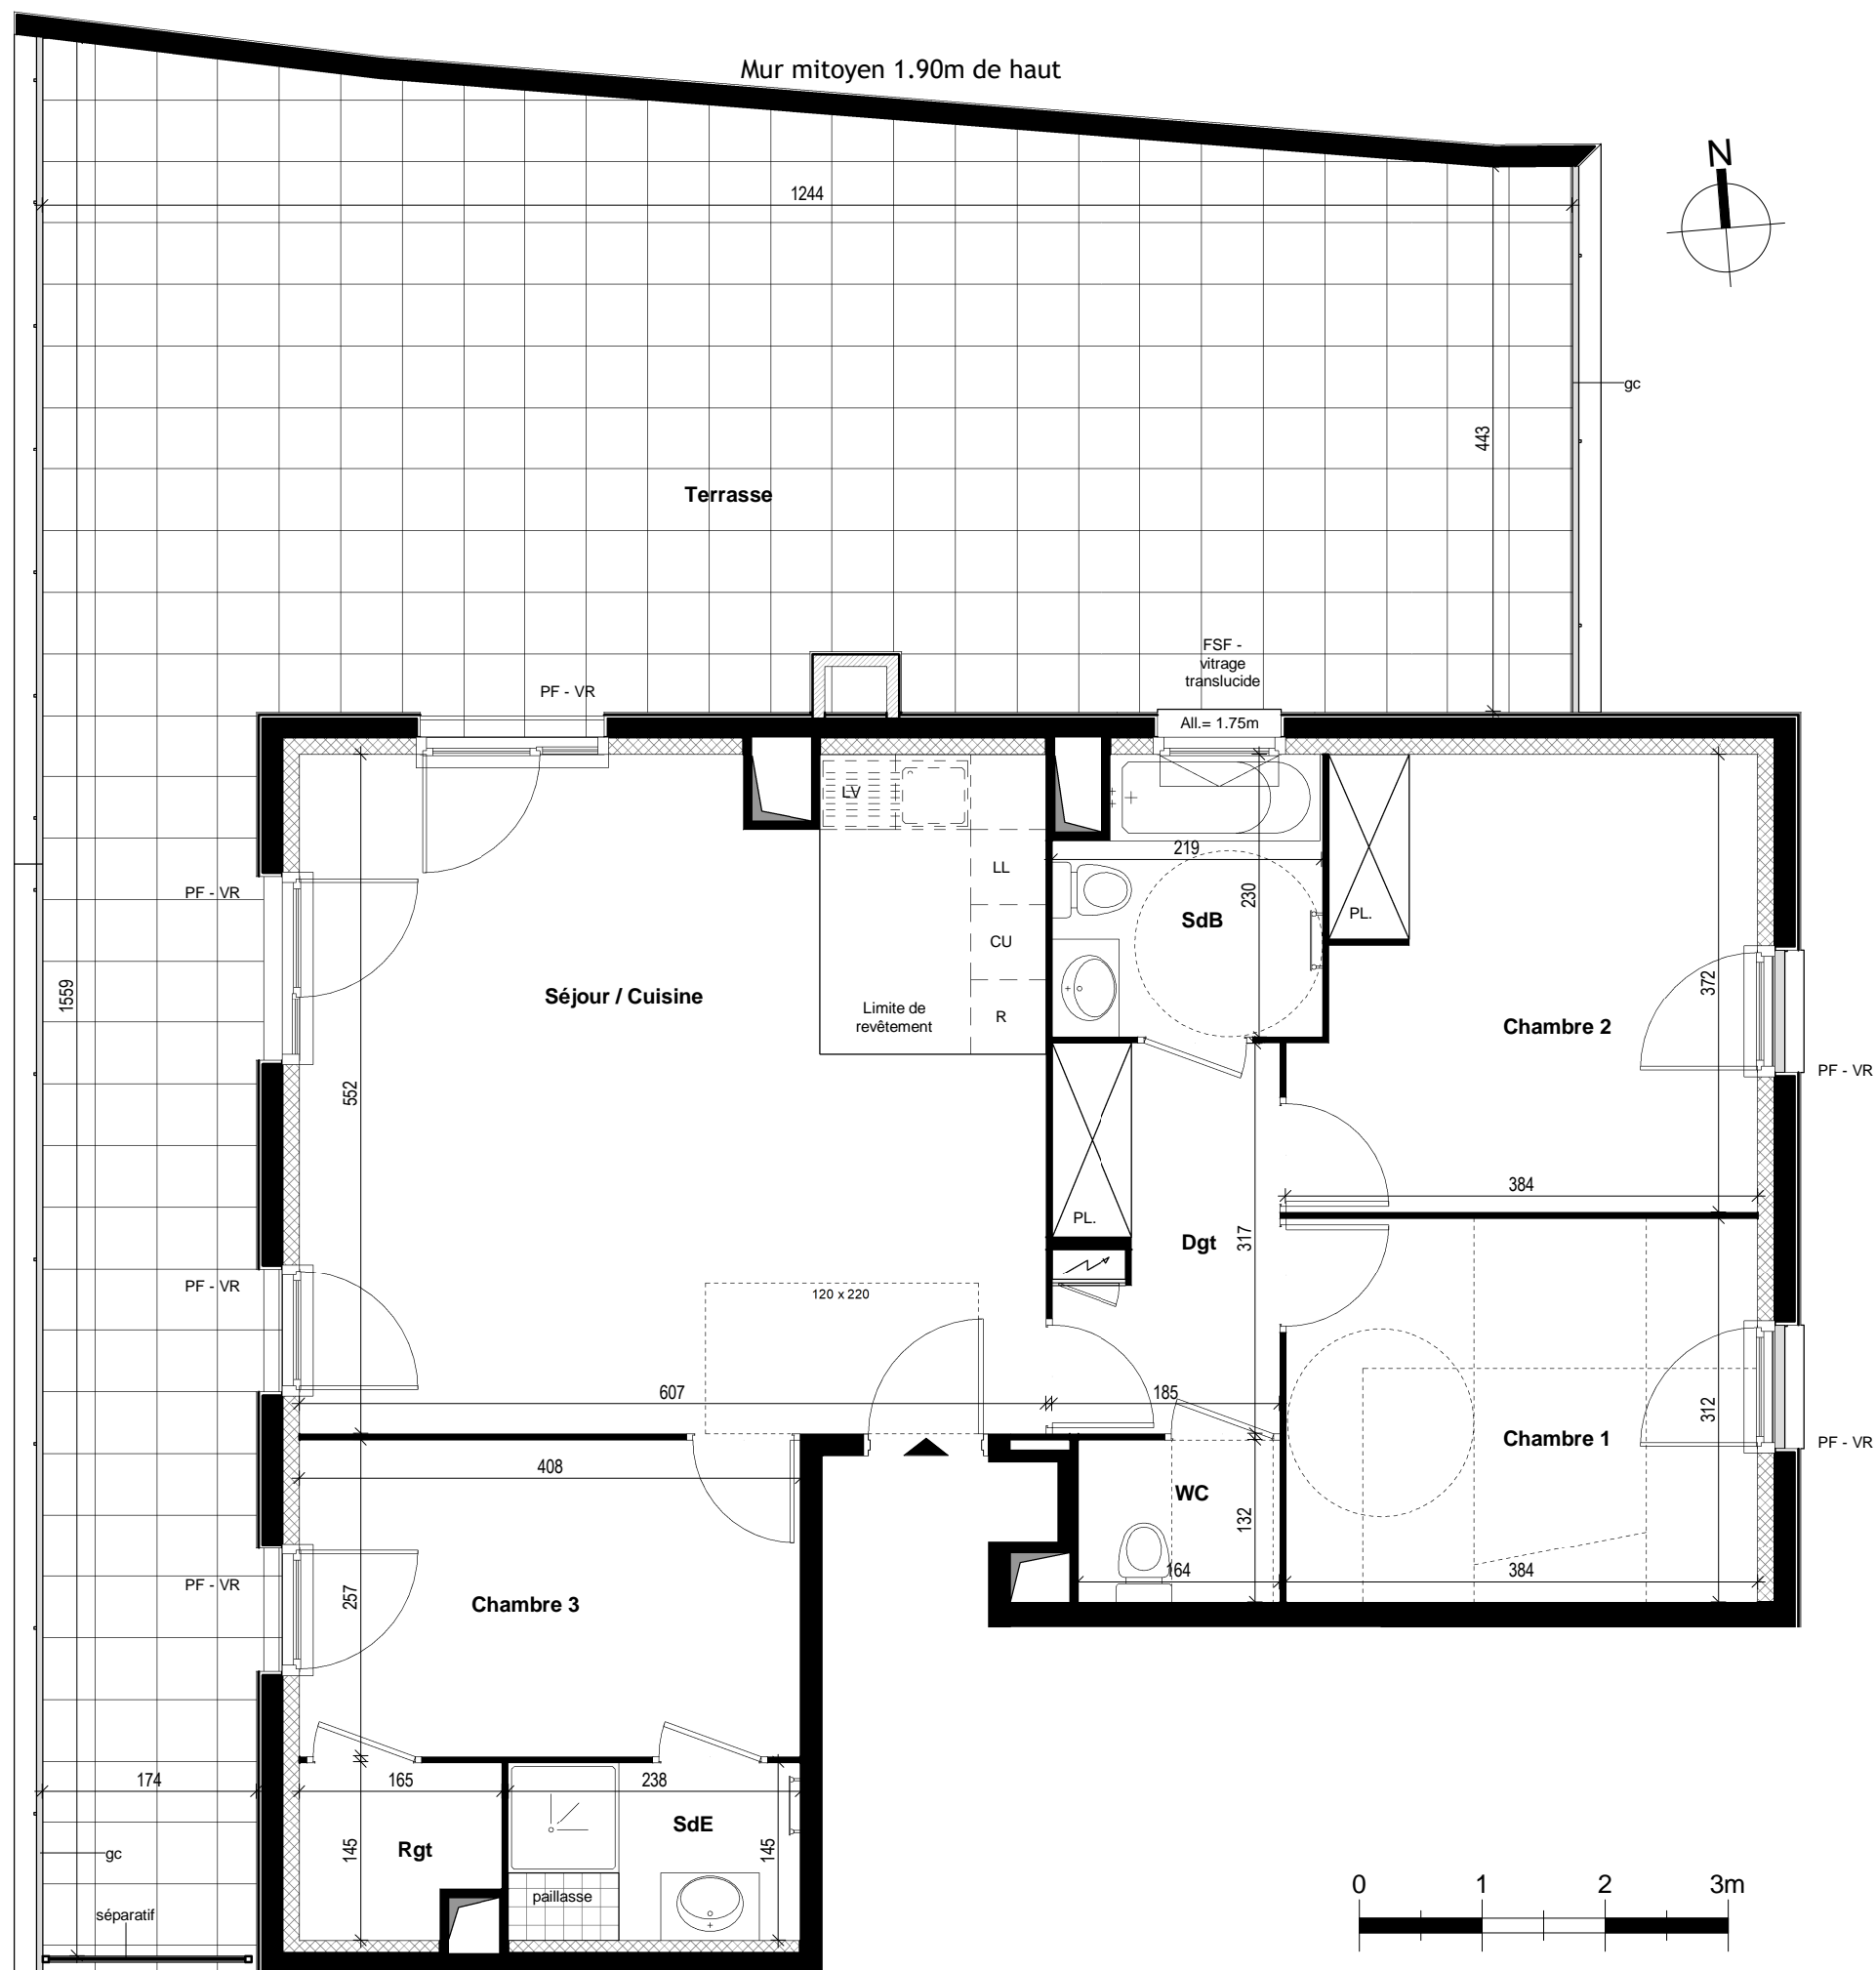 Mur mitoyen 1.90m de haut
N
1244
gc
443
Terrasse
FSF -
vitrage
translucide
PF - VR
All.= 1.75m
LV
219
LL
PF - VR
230
PL.
SdB
CU
372
1559
Séjour / Cuisine
Limite de
revêtement
R
Chambre 2
PF - VR
552
384
PL.
Dgt
317
PF - VR
120 x 220
607
185
312
Chambre 1
PF - VR
408
WC
132
164
384
PF - VR
257
Chambre 3
174
165
238
SdE
145
Rgt
145
gc
paillasse
séparatif
0 1 2 3m